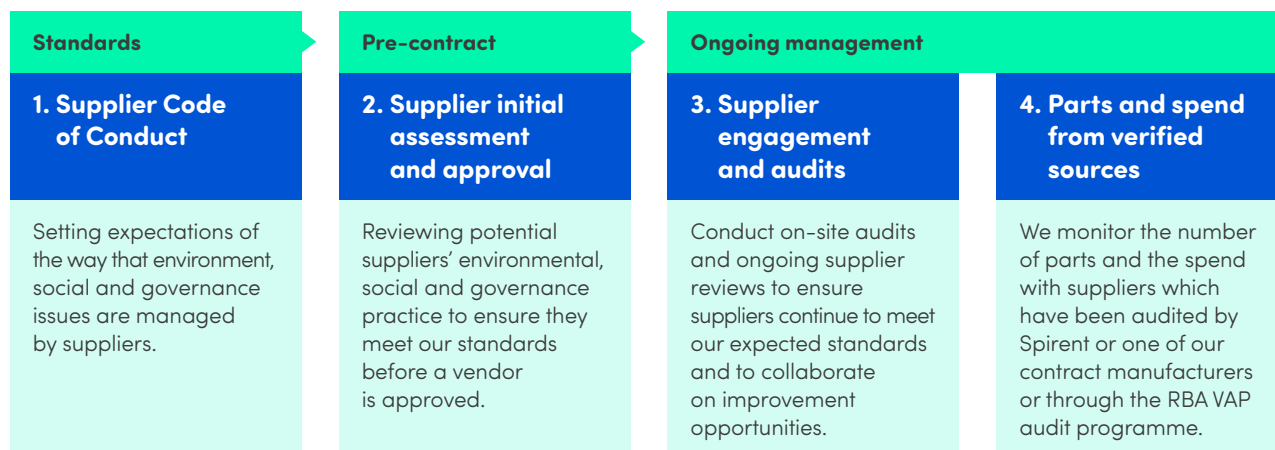 Standards
1. Supplier Code
of Conduct
Setting expectations of
the way that environment,
social and governance
issues are managed
by suppliers.
Pre-contract
2. Supplier initial
assessment
and approval
Reviewing potential
suppliers’ environmental,
social and governance
practice to ensure they
meet our standards
before a vendor
is approved.
Ongoing management
3. Supplier
engagement
and audits
Conduct on-site audits
and ongoing supplier
reviews to ensure
suppliers continue to meet
our expected standards
and to collaborate
on improvement
opportunities.
4. Parts and spend
from verified
sources
We monitor the number
of parts and the spend
with suppliers which
have been audited by
Spirent or one of our
contract manufacturers
or through the RBA VAP
audit programme.